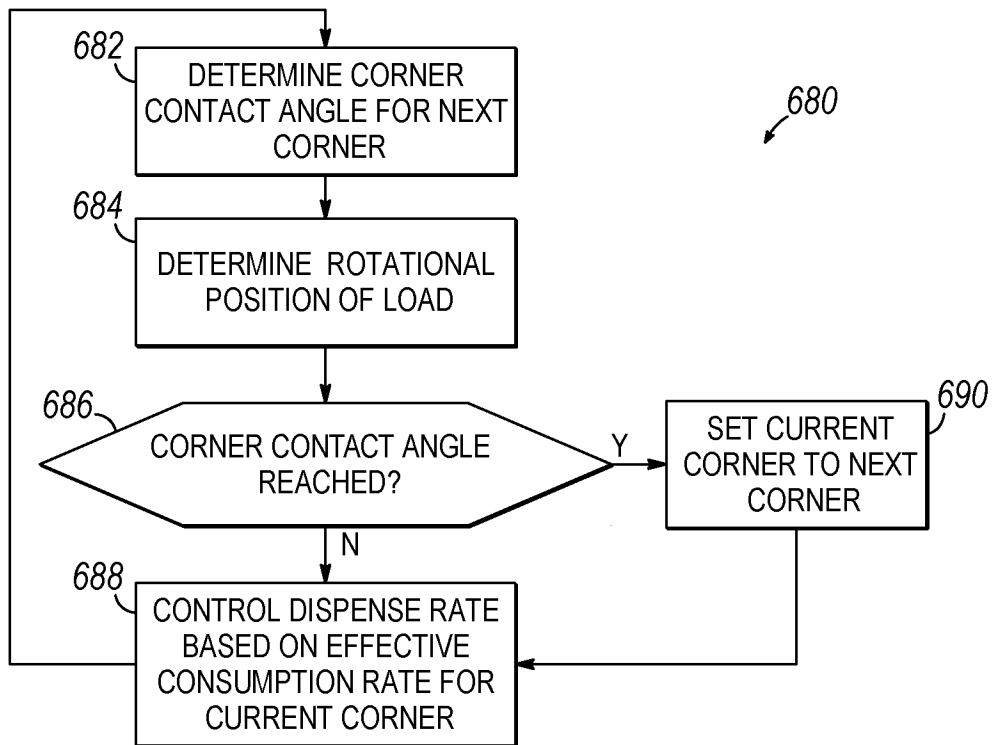 682
DETERMINE CORNER
CONTACT ANGLE FOR NEXT
CORNER
680
684
DETERMINE ROTATIONAL
POSITION OF LOAD
686
CORNER CONTACT ANGLE
REACHED?
Y
690
SET CURRENT
CORNER TO NEXT
CORNER
N
688
CONTROL DISPENSE RATE
BASED ON EFFECTIVE
CONSUMPTION RATE FOR
CURRENT CORNER